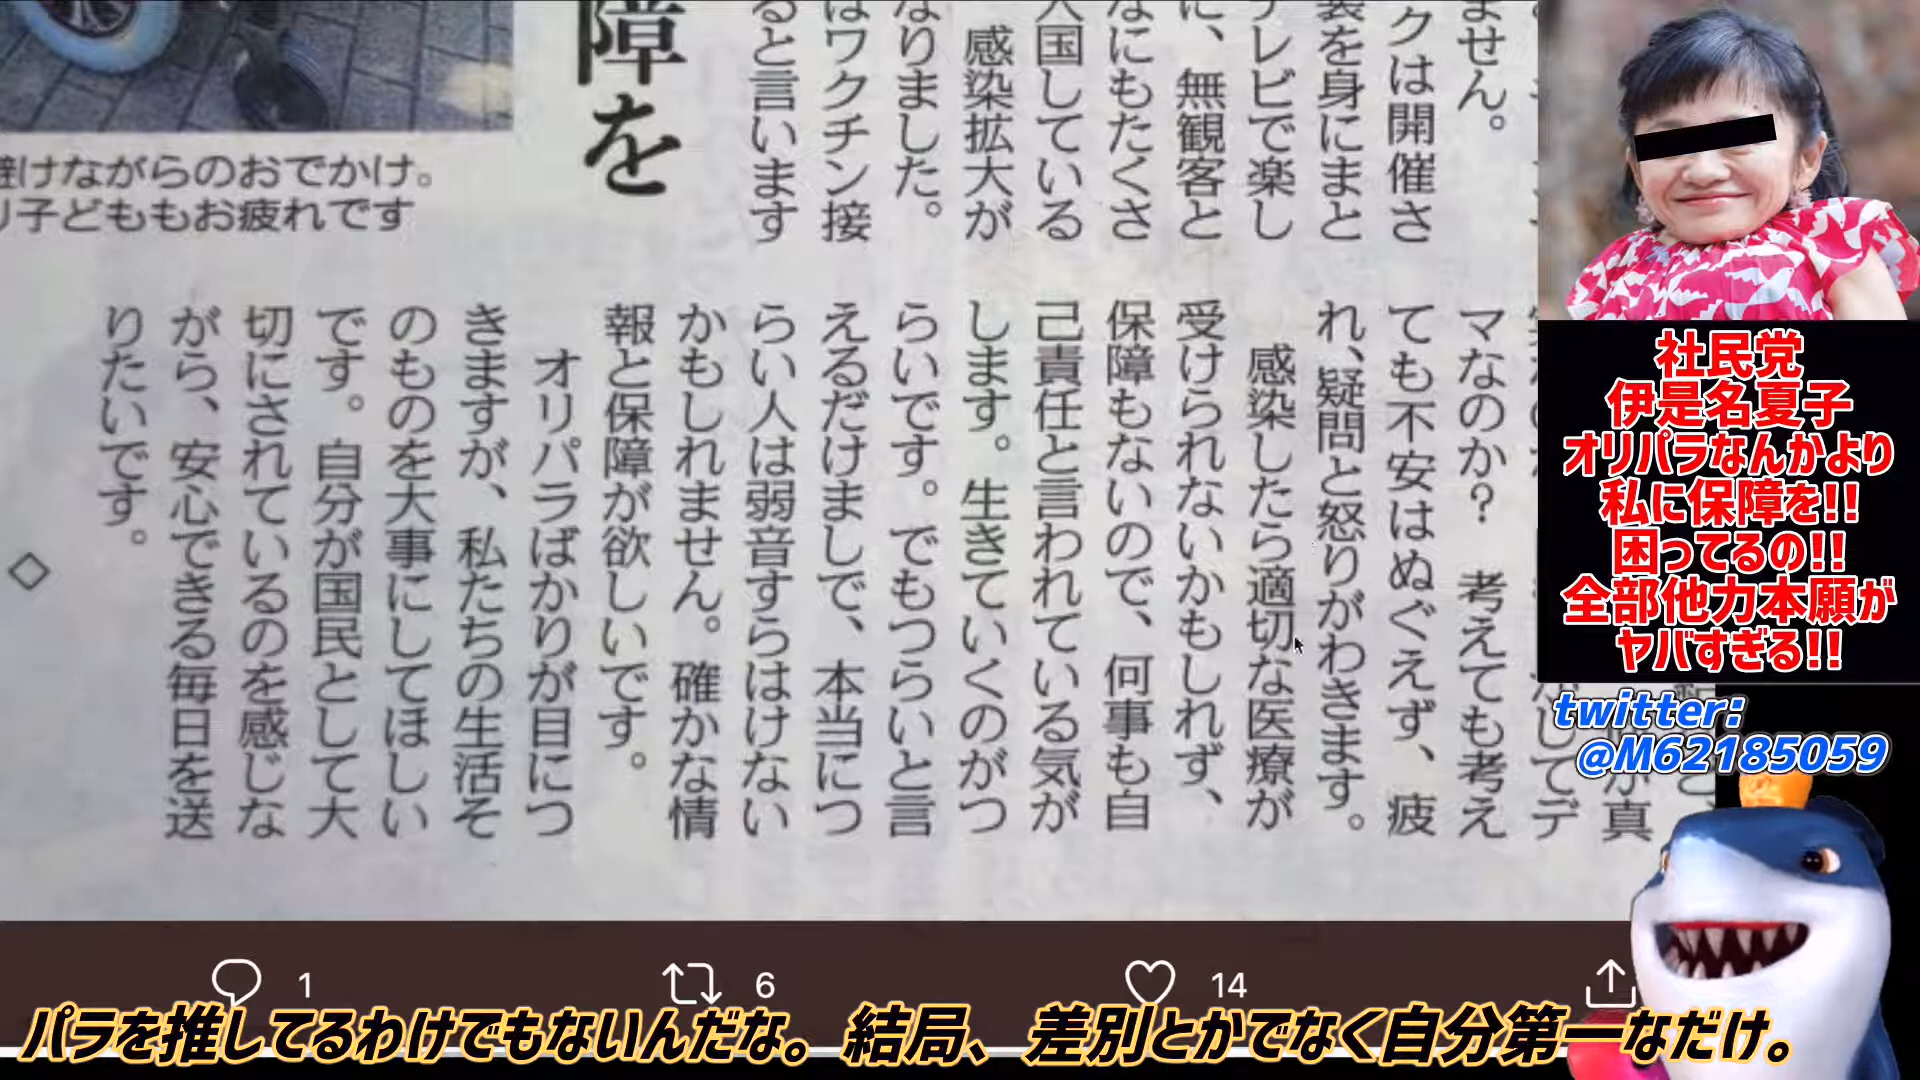 ません。
クは開催さ
装を身にまと
テレビで楽し
に、無観客と
なにもたくさ
入国している
感染拡大が
なりました。
はワクチン接
ると言います
障を
避けながらのおでかけ。
り子どももお疲れです
が真
してデ
マなのか？　考えても考え
ても不安はぬぐえず、疲
れ、疑問と怒りがわきます。
感染したら適切な医療が
受けられないかもしれず、
保障もないので、何事も自
己責任と言われている気が
します。生きていくのがつ
らいです。でもつらいと言
えるだけましで、本当につ
らい人は弱音すらはけない
かもしれません。確かな情
報と保障が欲しいです。
オリパラばかりが目につ
きますが、私たちの生活そ
のものを大事にしてほしい
です。自分が国民として大
切にされているのを感じな
がら、安心できる毎日を送
りたいです。
◇
社民党
伊是名夏子
オリパラなんかより
私に保障を!!
困ってるの!!
全部他力本願が
ヤバすぎる!!
twitter:
@M62185059
1
6
14
パラを推してるわけでもないんだな。結局、差別とかでなく自分第一なだけ。